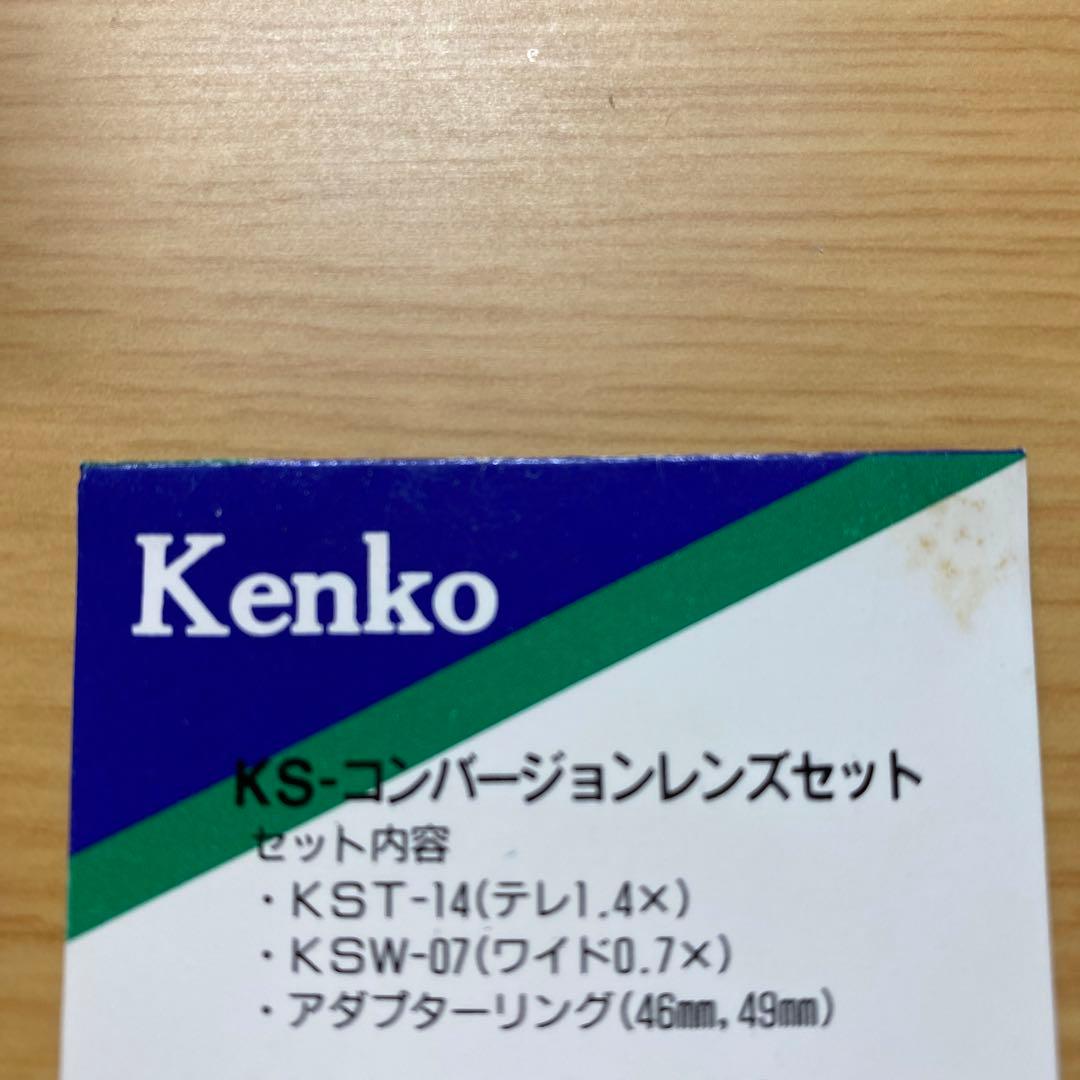 Kenko
KS-コンバージョンレンズセット
セット内容
・KST-14(テレ1.4×)
・KSW-07(ワイド0.7×)
・アダプターリング(46mm,49mm)